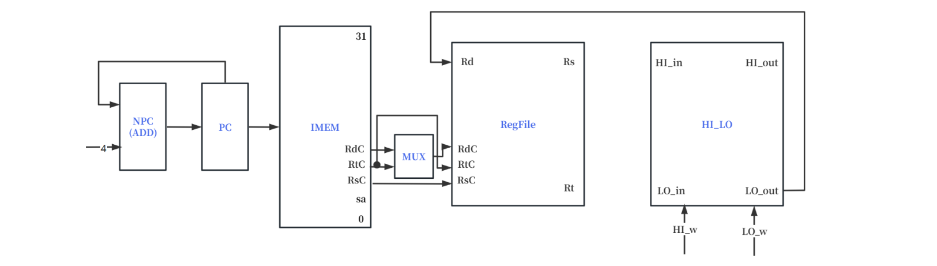 31
Rd
Rs
HI_in
HI_out
NPC
(ADD)
PC
IMEM
RegFile
HI_LO
4
RdC
MUX
RdC
RtC
RtC
RsC
RsC
sa
Rt
LO_in
LO_out
0
HI_w
LO_w